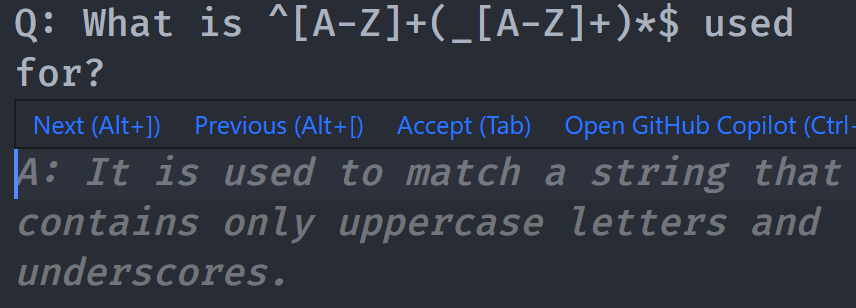 Q: What is ^[A-Z]+(_[A-Z]+)*$ used
for?
Next (Alt+]) Previous (Alt+[) Accept (Tab) Open GitHub Copilot (Ctrl-
A: It is used to match a string that
contains only uppercase letters and
underscores.